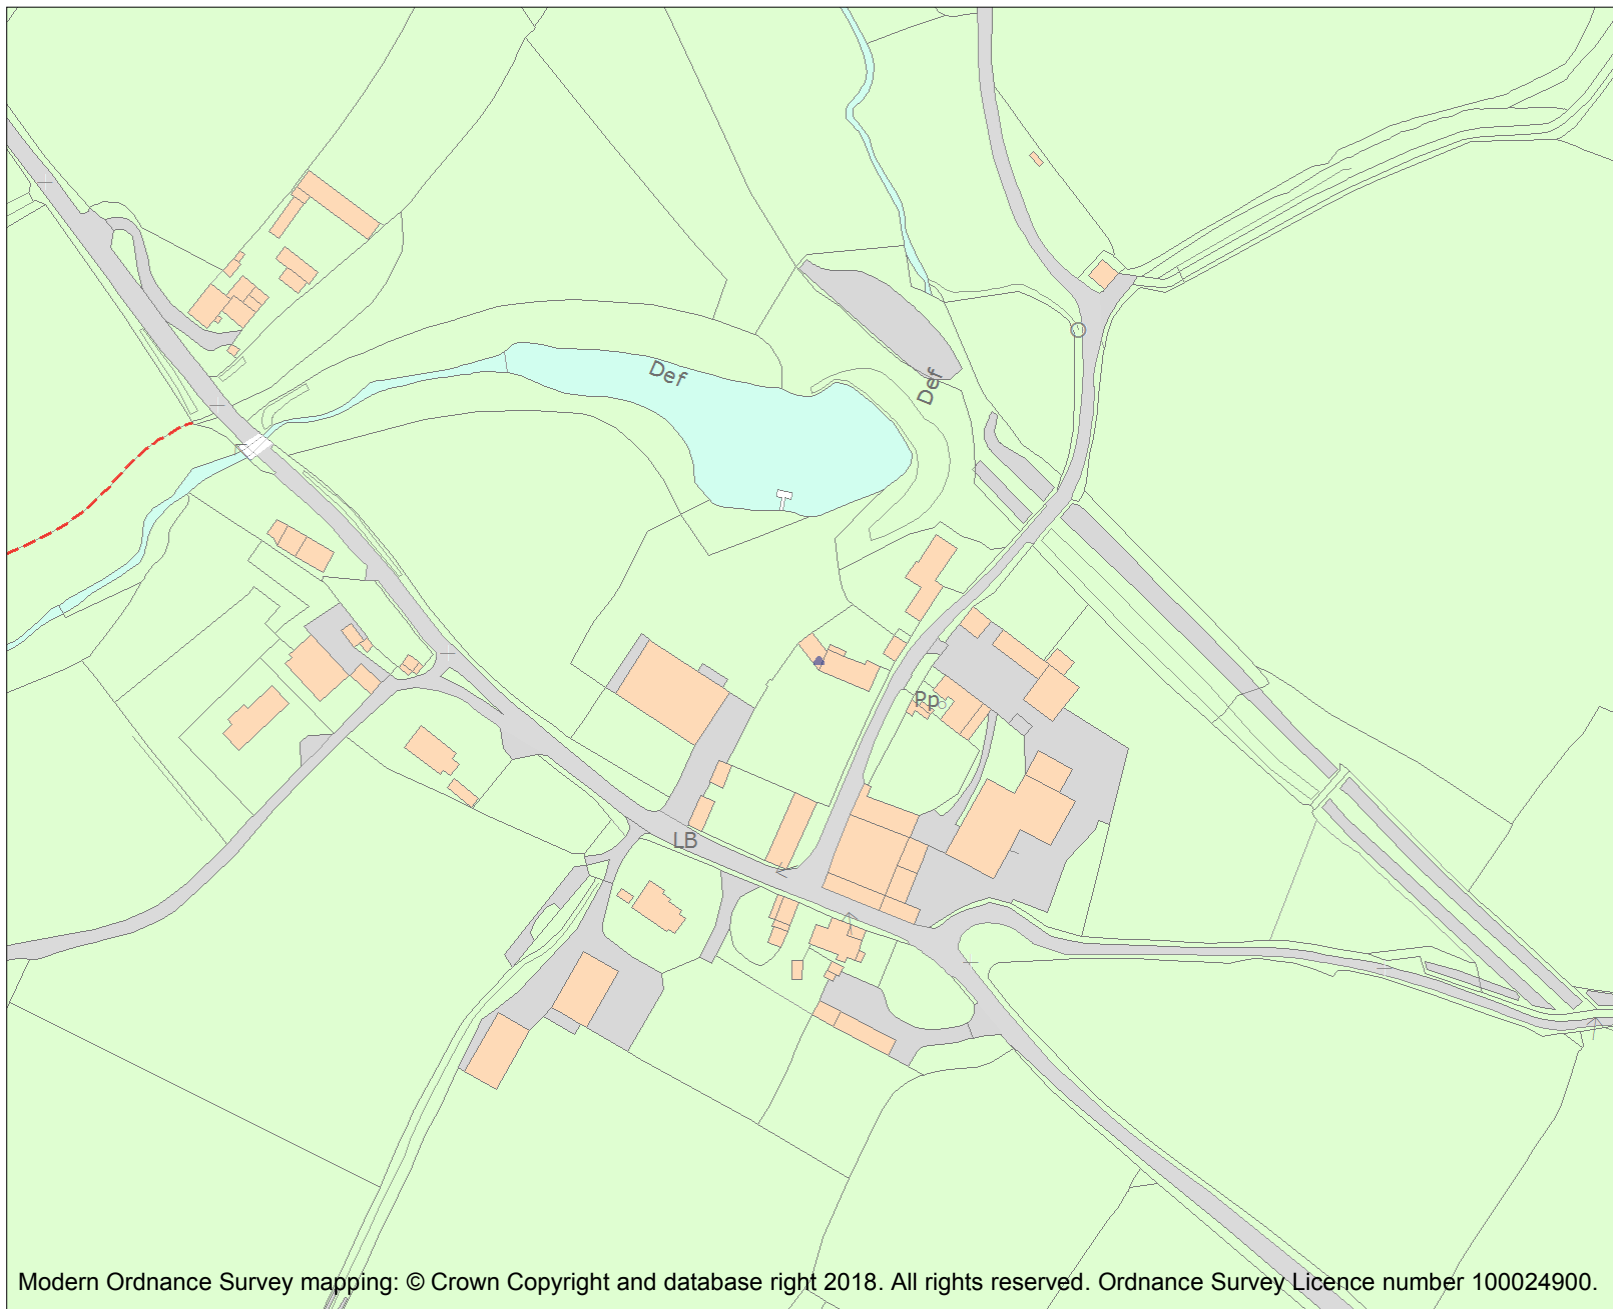 Def
Def
Pp
LB
Modern Ordnance Survey mapping: © Crown Copyright and database right 2018. All rights reserved. Ordnance Survey Licence number 100024900.